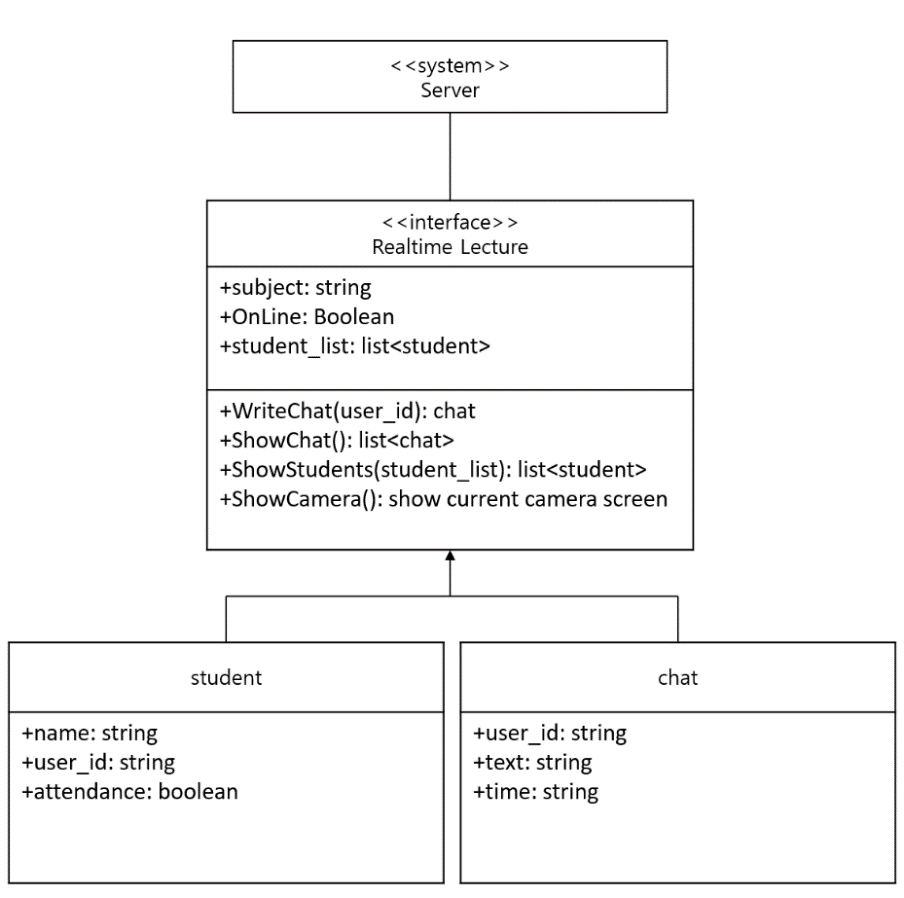 <<system>>
Server
<<interface>>
Realtime Lecture
+subject: string
+OnLine: Boolean
+student_list: list<student>
+WriteChat(user_id): chat
+ShowChat(): list<chat>
+ShowStudents(student_list): list<student>
+ShowCamera(): show current camera screen
student
+name: string
+user_id: string
+attendance: boolean
chat
+user_id: string
+text: string
+time: string